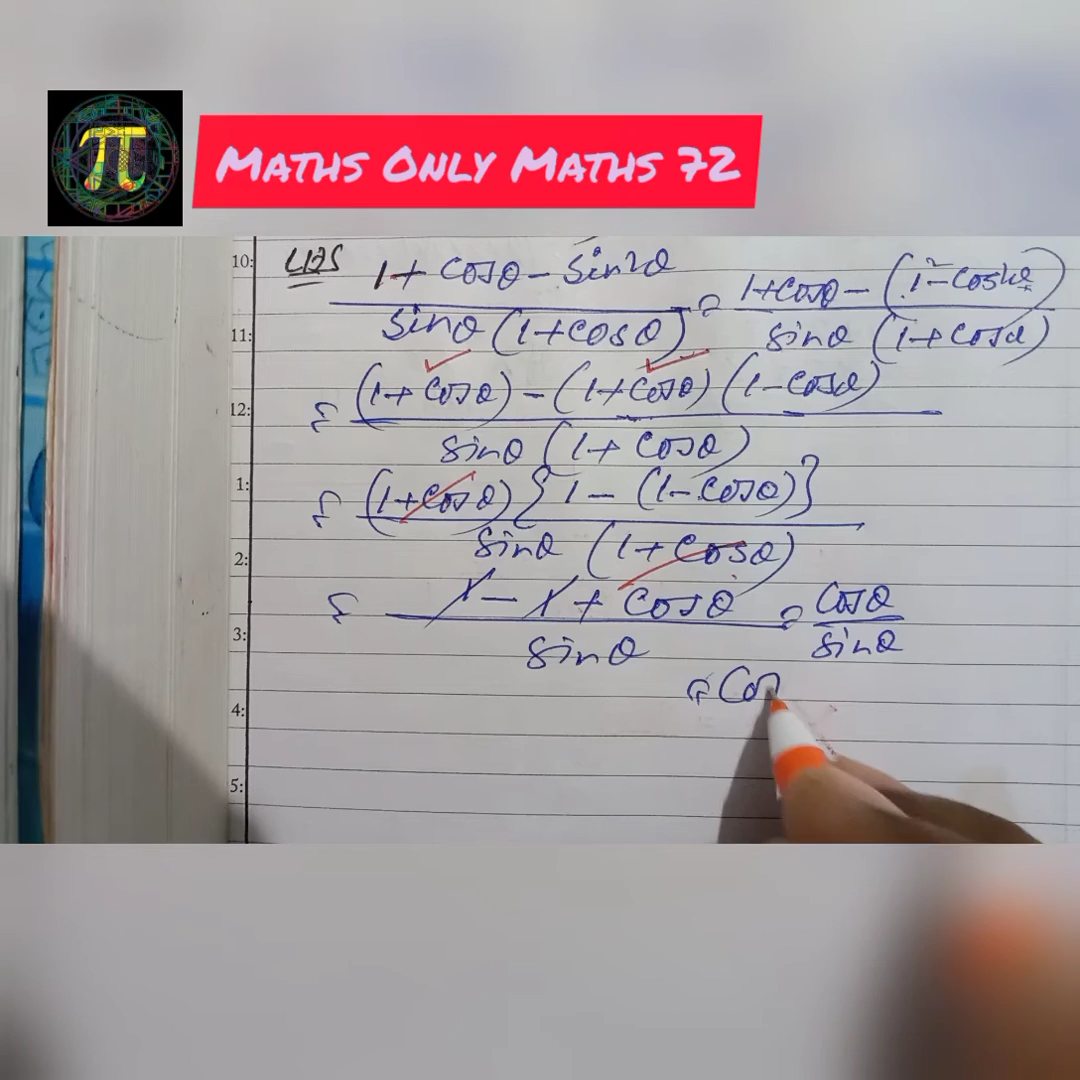 MATHS ONLY MATHS 72
10:
LHS
1 + cosθ - sin²θ / sinθ (1 + cosθ) = 1 + cosθ - (1² - cos²θ) / sinθ (1 + cosθ)
11:
12:
= (1 + cosθ) - (1 + cosθ) (1 - cosθ) / sinθ (1 + cosθ)
1:
= (1 + cosθ) {1 - (1 - cosθ)} / sinθ (1 + cosθ)
2:
= 1 - 1 + cosθ / sinθ = cosθ / sinθ
3:
= Co
4:
5: